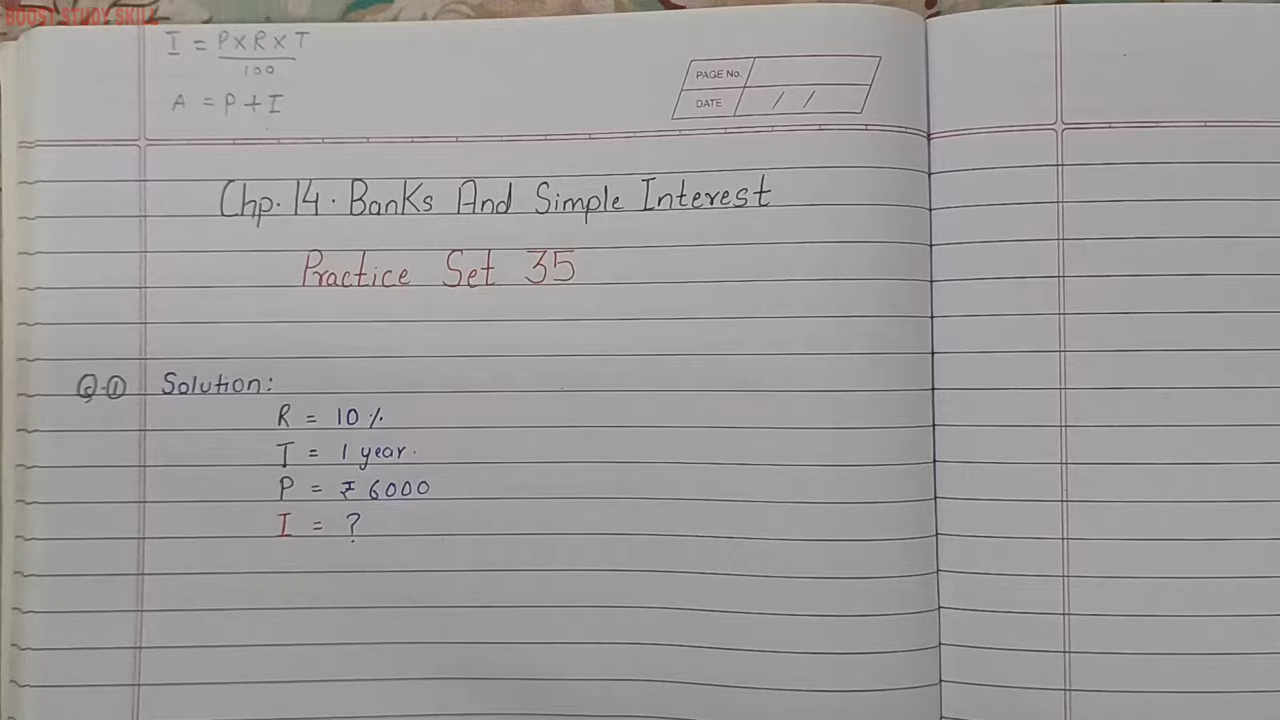 BOOST STUDY SKILL
I = P×R×T
100
A = P+I
PAGE No.
DATE / /
Chp. 14. Banks And Simple Interest
Practice Set 35
Q.① Solution:
R = 10 %.
T = 1 year.
P = ₹ 6000
I = ?